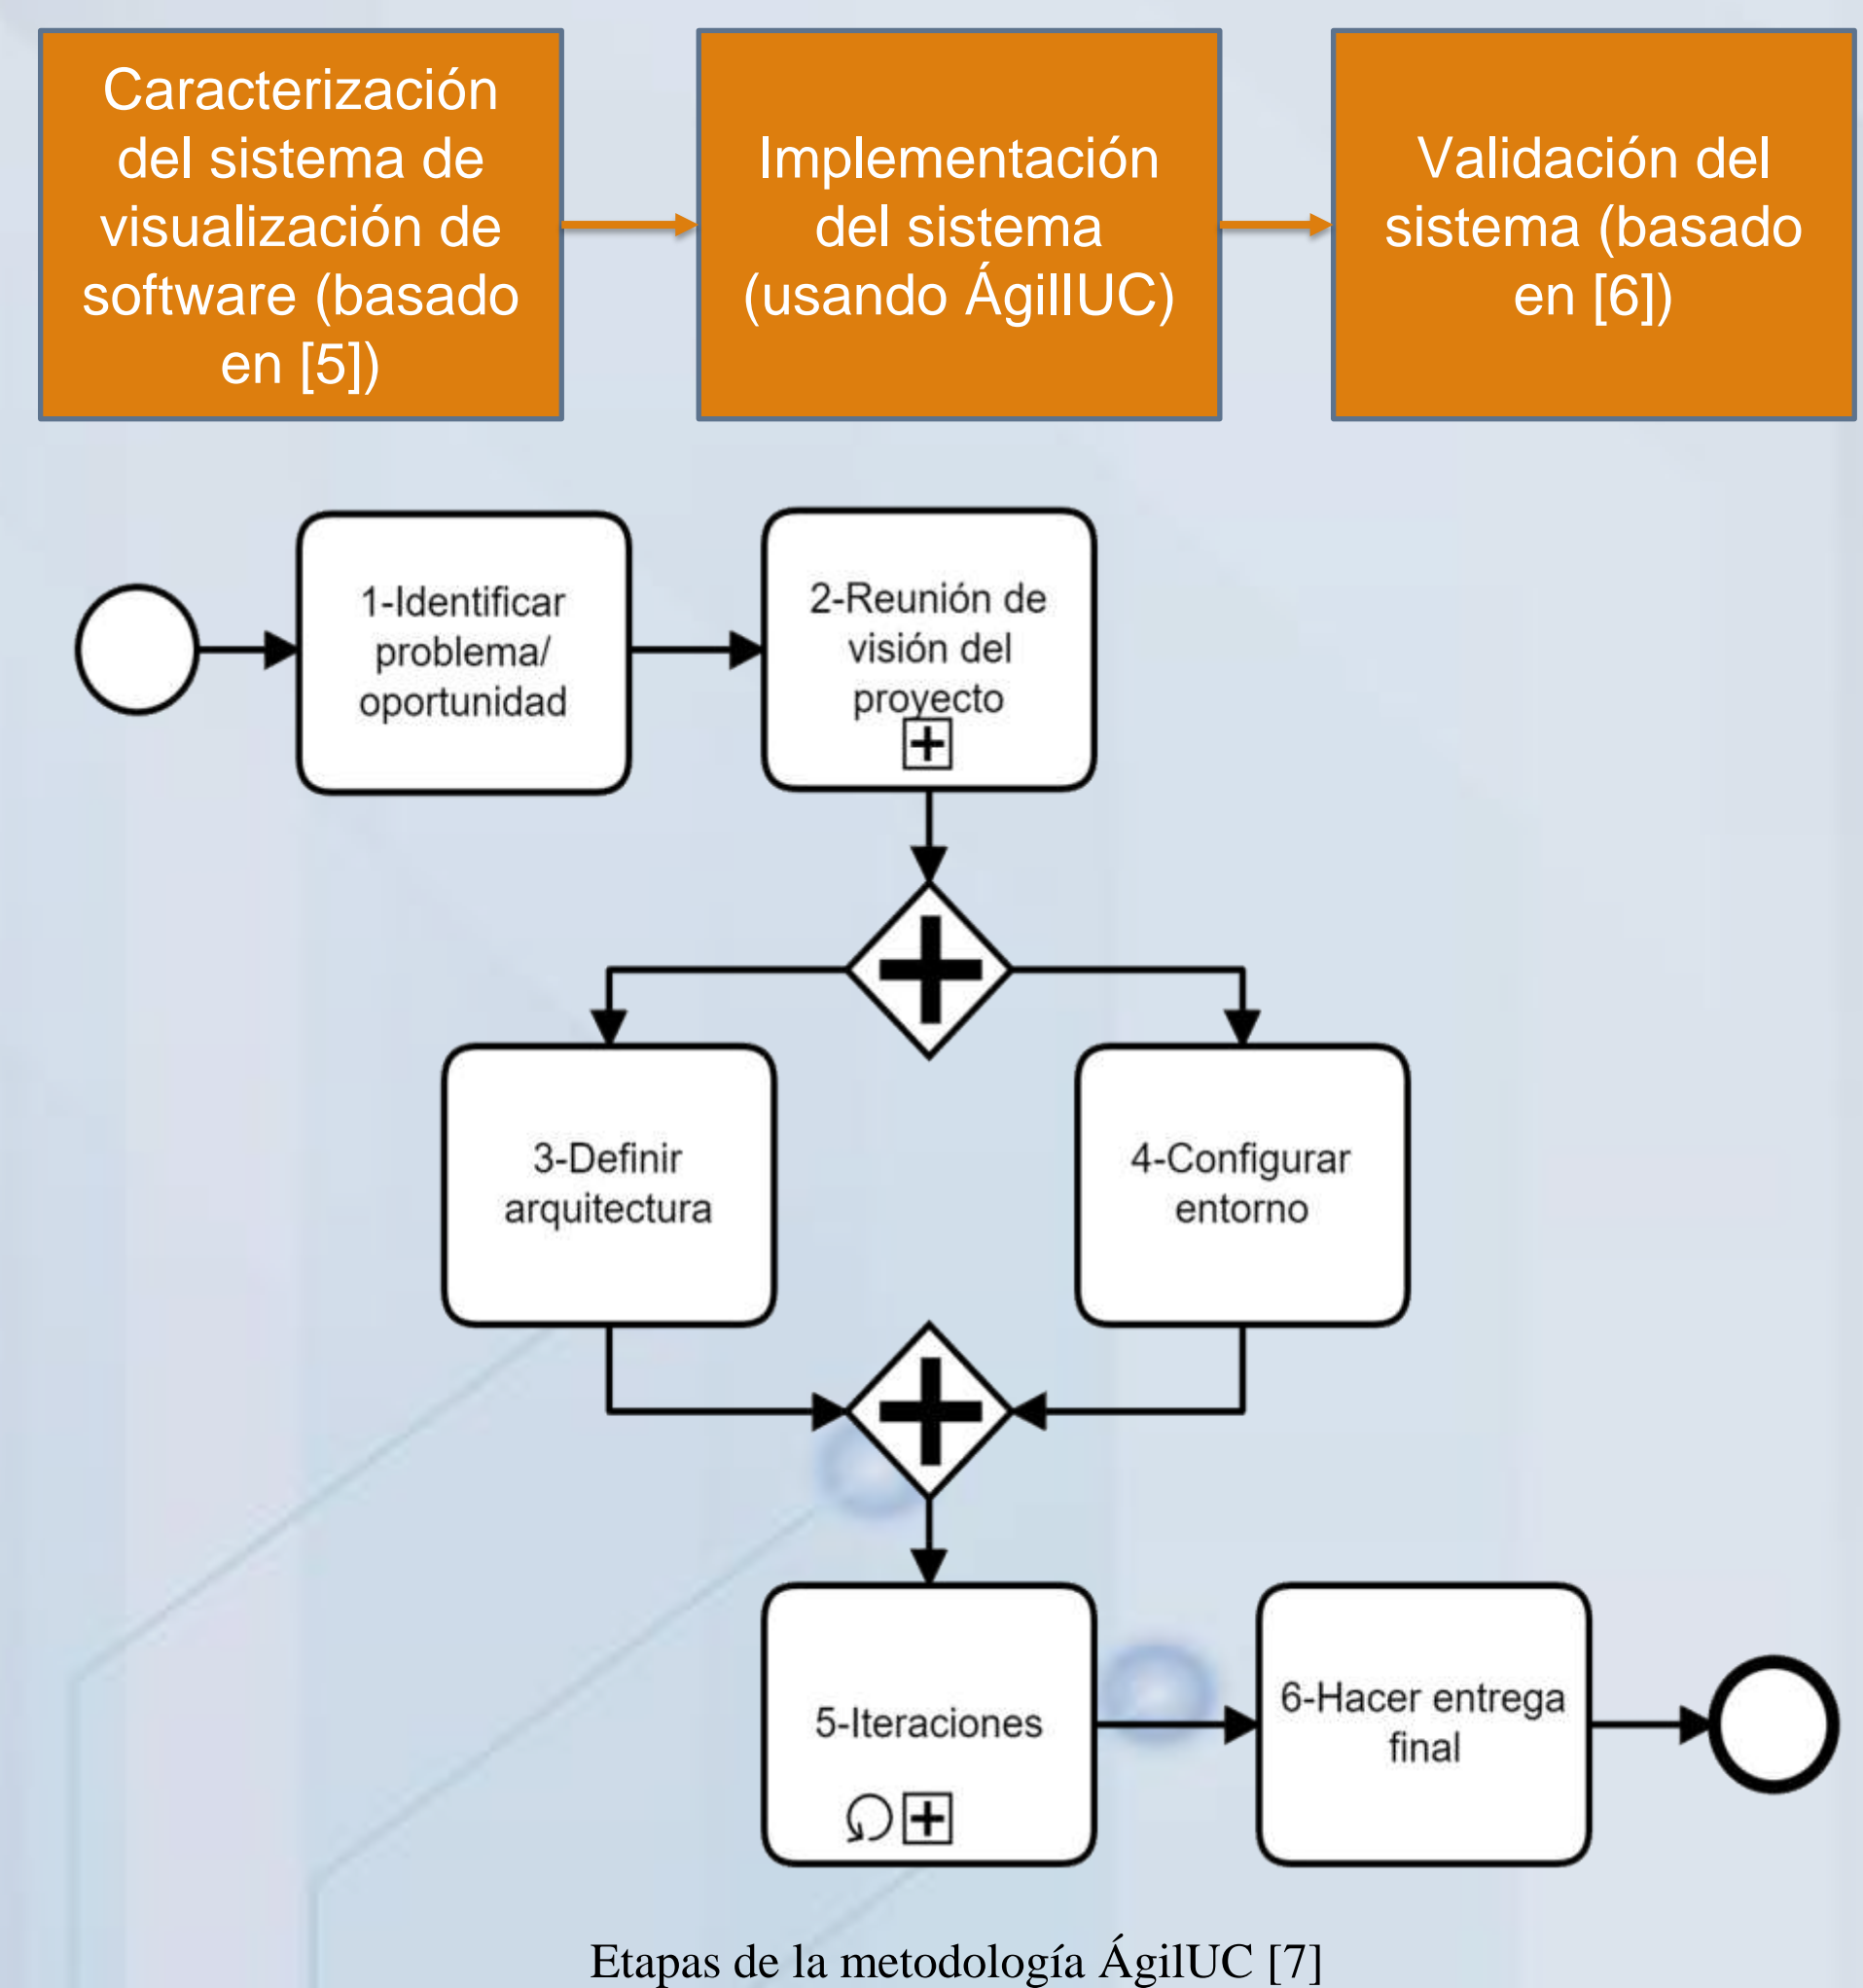 Caracterización
del sistema de
visualización de
software (basado
en [5])
Implementación
del sistema
(usando ÁgillUC)
Validación del
sistema (basado
en [6])
1-Identificar
problema/
oportunidad
2-Reunión de
visión del
proyecto
3-Definir
arquitectura
4-Configurar
entorno
5-Iteraciones
6-Hacer entrega
final
Etapas de la metodología ÁgilUC [7]